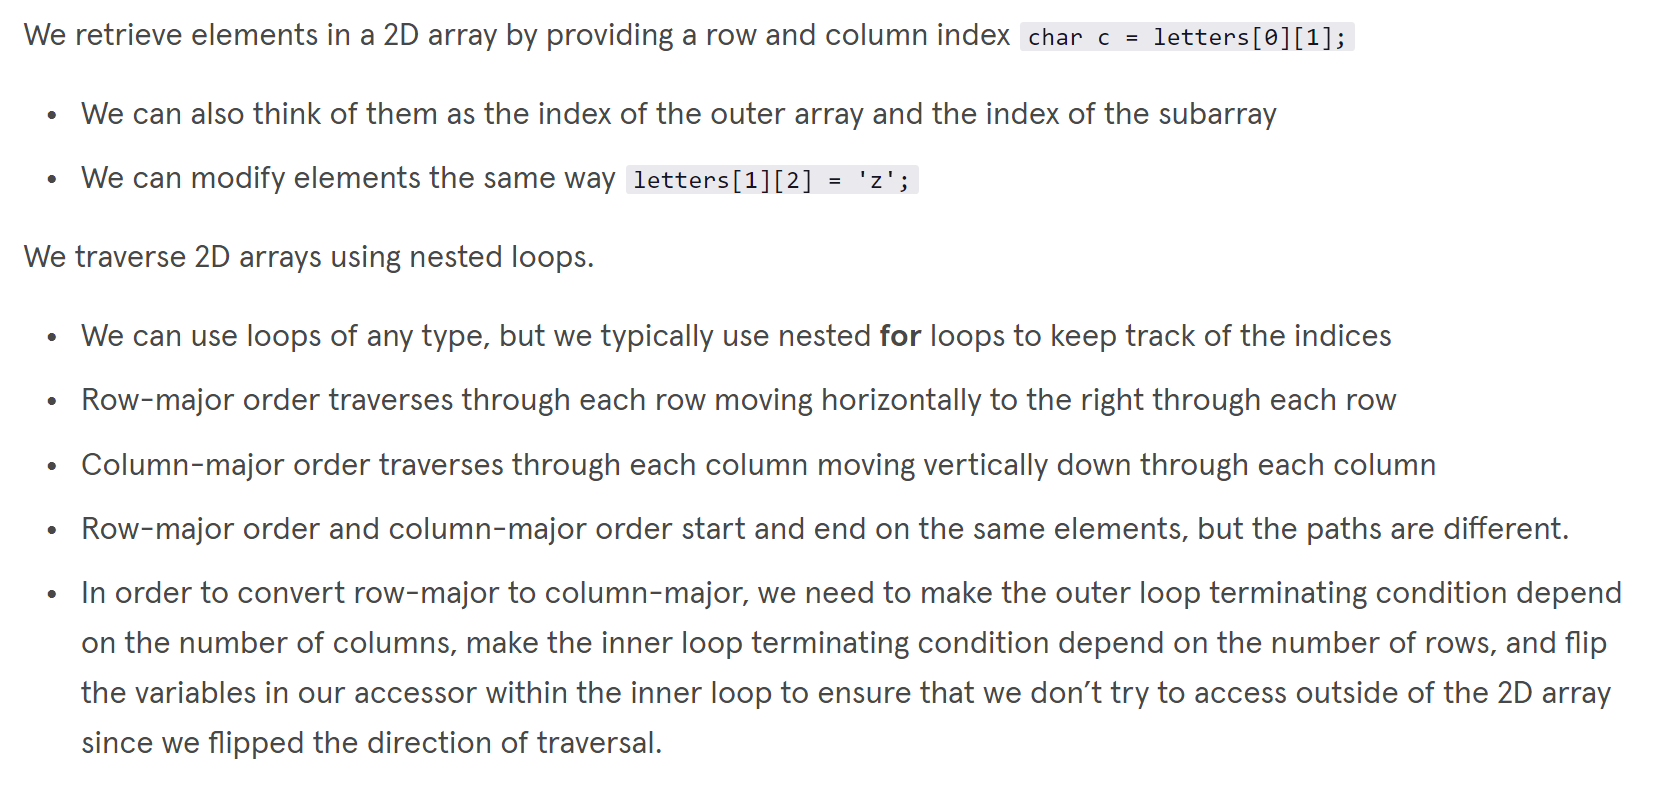 We retrieve elements in a 2D array by providing a row and column index char c = letters[0][1];
• We can also think of them as the index of the outer array and the index of the subarray
• We can modify elements the same way letters[1][2] = 'z';
We traverse 2D arrays using nested loops.
• We can use loops of any type, but we typically use nested for loops to keep track of the indices
• Row-major order traverses through each row moving horizontally to the right through each row
• Column-major order traverses through each column moving vertically down through each column
• Row-major order and column-major order start and end on the same elements, but the paths are different.
• In order to convert row-major to column-major, we need to make the outer loop terminating condition depend
on the number of columns, make the inner loop terminating condition depend on the number of rows, and flip
the variables in our accessor within the inner loop to ensure that we don’t try to access outside of the 2D array
since we flipped the direction of traversal.